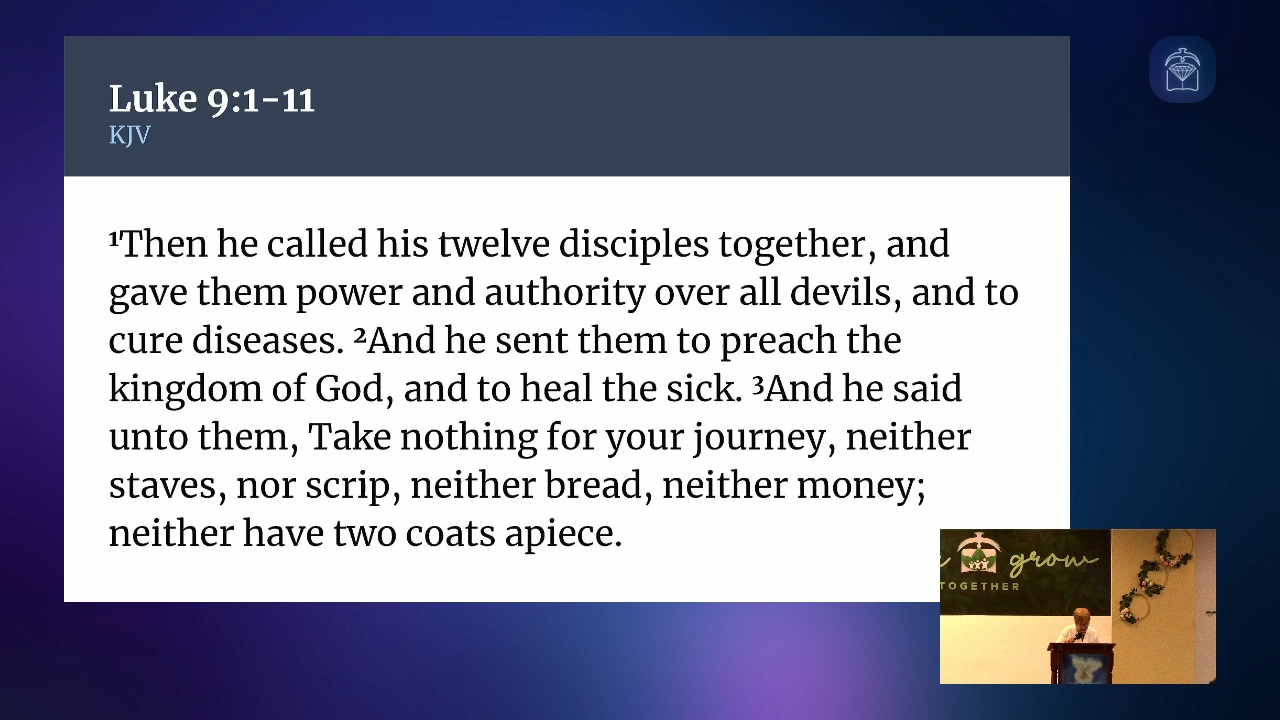 Luke 9:1-11
KJV
¹Then he called his twelve disciples together, and
gave them power and authority over all devils, and to
cure diseases. ²And he sent them to preach the
kingdom of God, and to heal the sick. ³And he said
unto them, Take nothing for your journey, neither
staves, nor scrip, neither bread, neither money;
neither have two coats apiece.
grow
TOGETHER